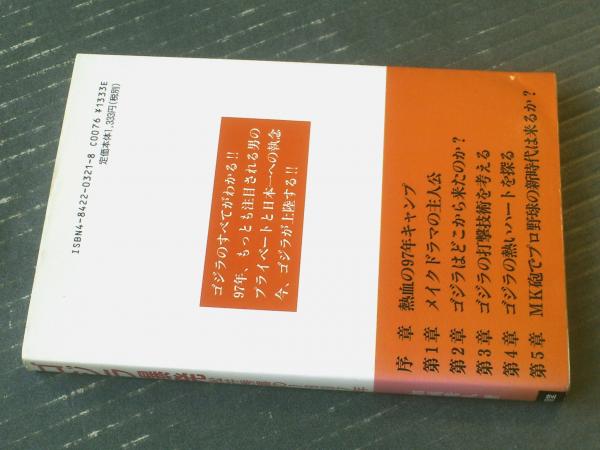 ISBN4-8422-0321-8 C0076 ¥1333E
定価本体1,333円(税別)
ゴジラのすべてがわかる!!
97年、もっとも注目される男の
プライベートと日本一への執念
今、ゴジラが上陸する!!
序 章 熱血の97年キャンプ
第1章 メイクドラマの主人公
第2章 ゴジラはどこから来たのか?
第3章 ゴジラの打撃技術を考える
第4章 ゴジラの熱いハートを探る
第5章 MK砲でプロ野球の新時代は来るか?